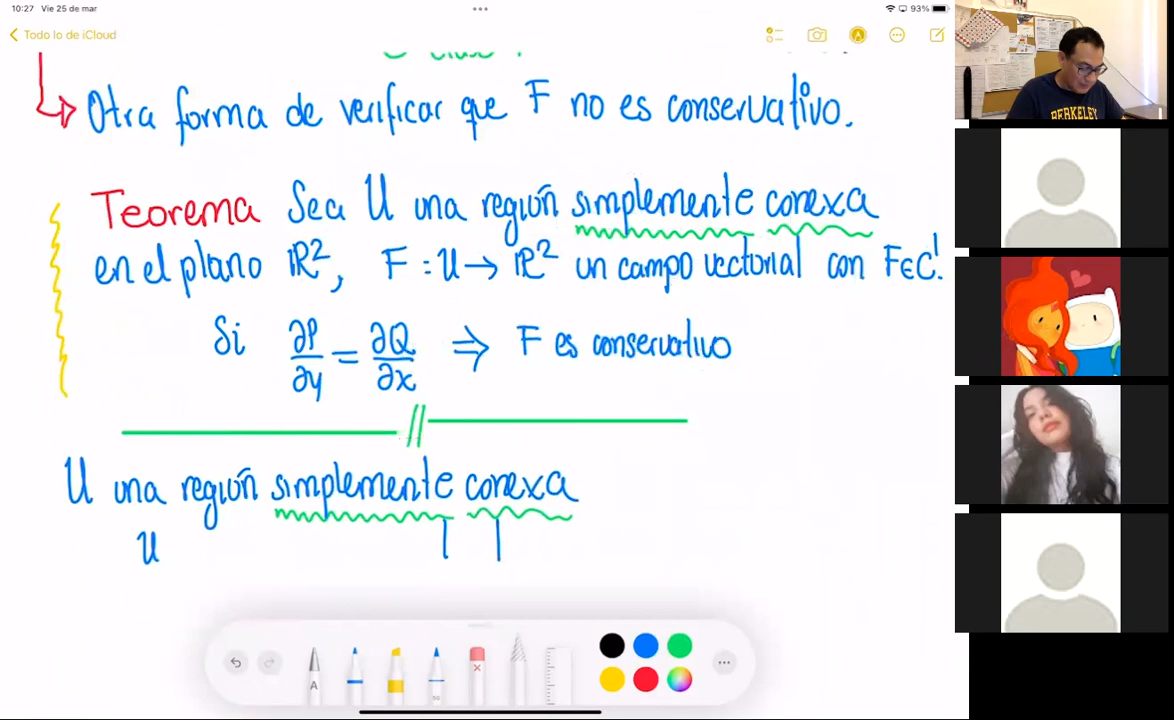 10:27 Vie 25 de mar
93%
Todo lo de iCloud
Otra forma de verificar que F no es conservativo.
Teorema Sea U una región simplemente conexa
en el plano ℝ², F : U → ℝ² un campo vectorial con F∈C¹.
Si ∂P/∂y = ∂Q/∂x ⇒ F es conservativo
U una región simplemente conexa
U
A
50
BERKELEY